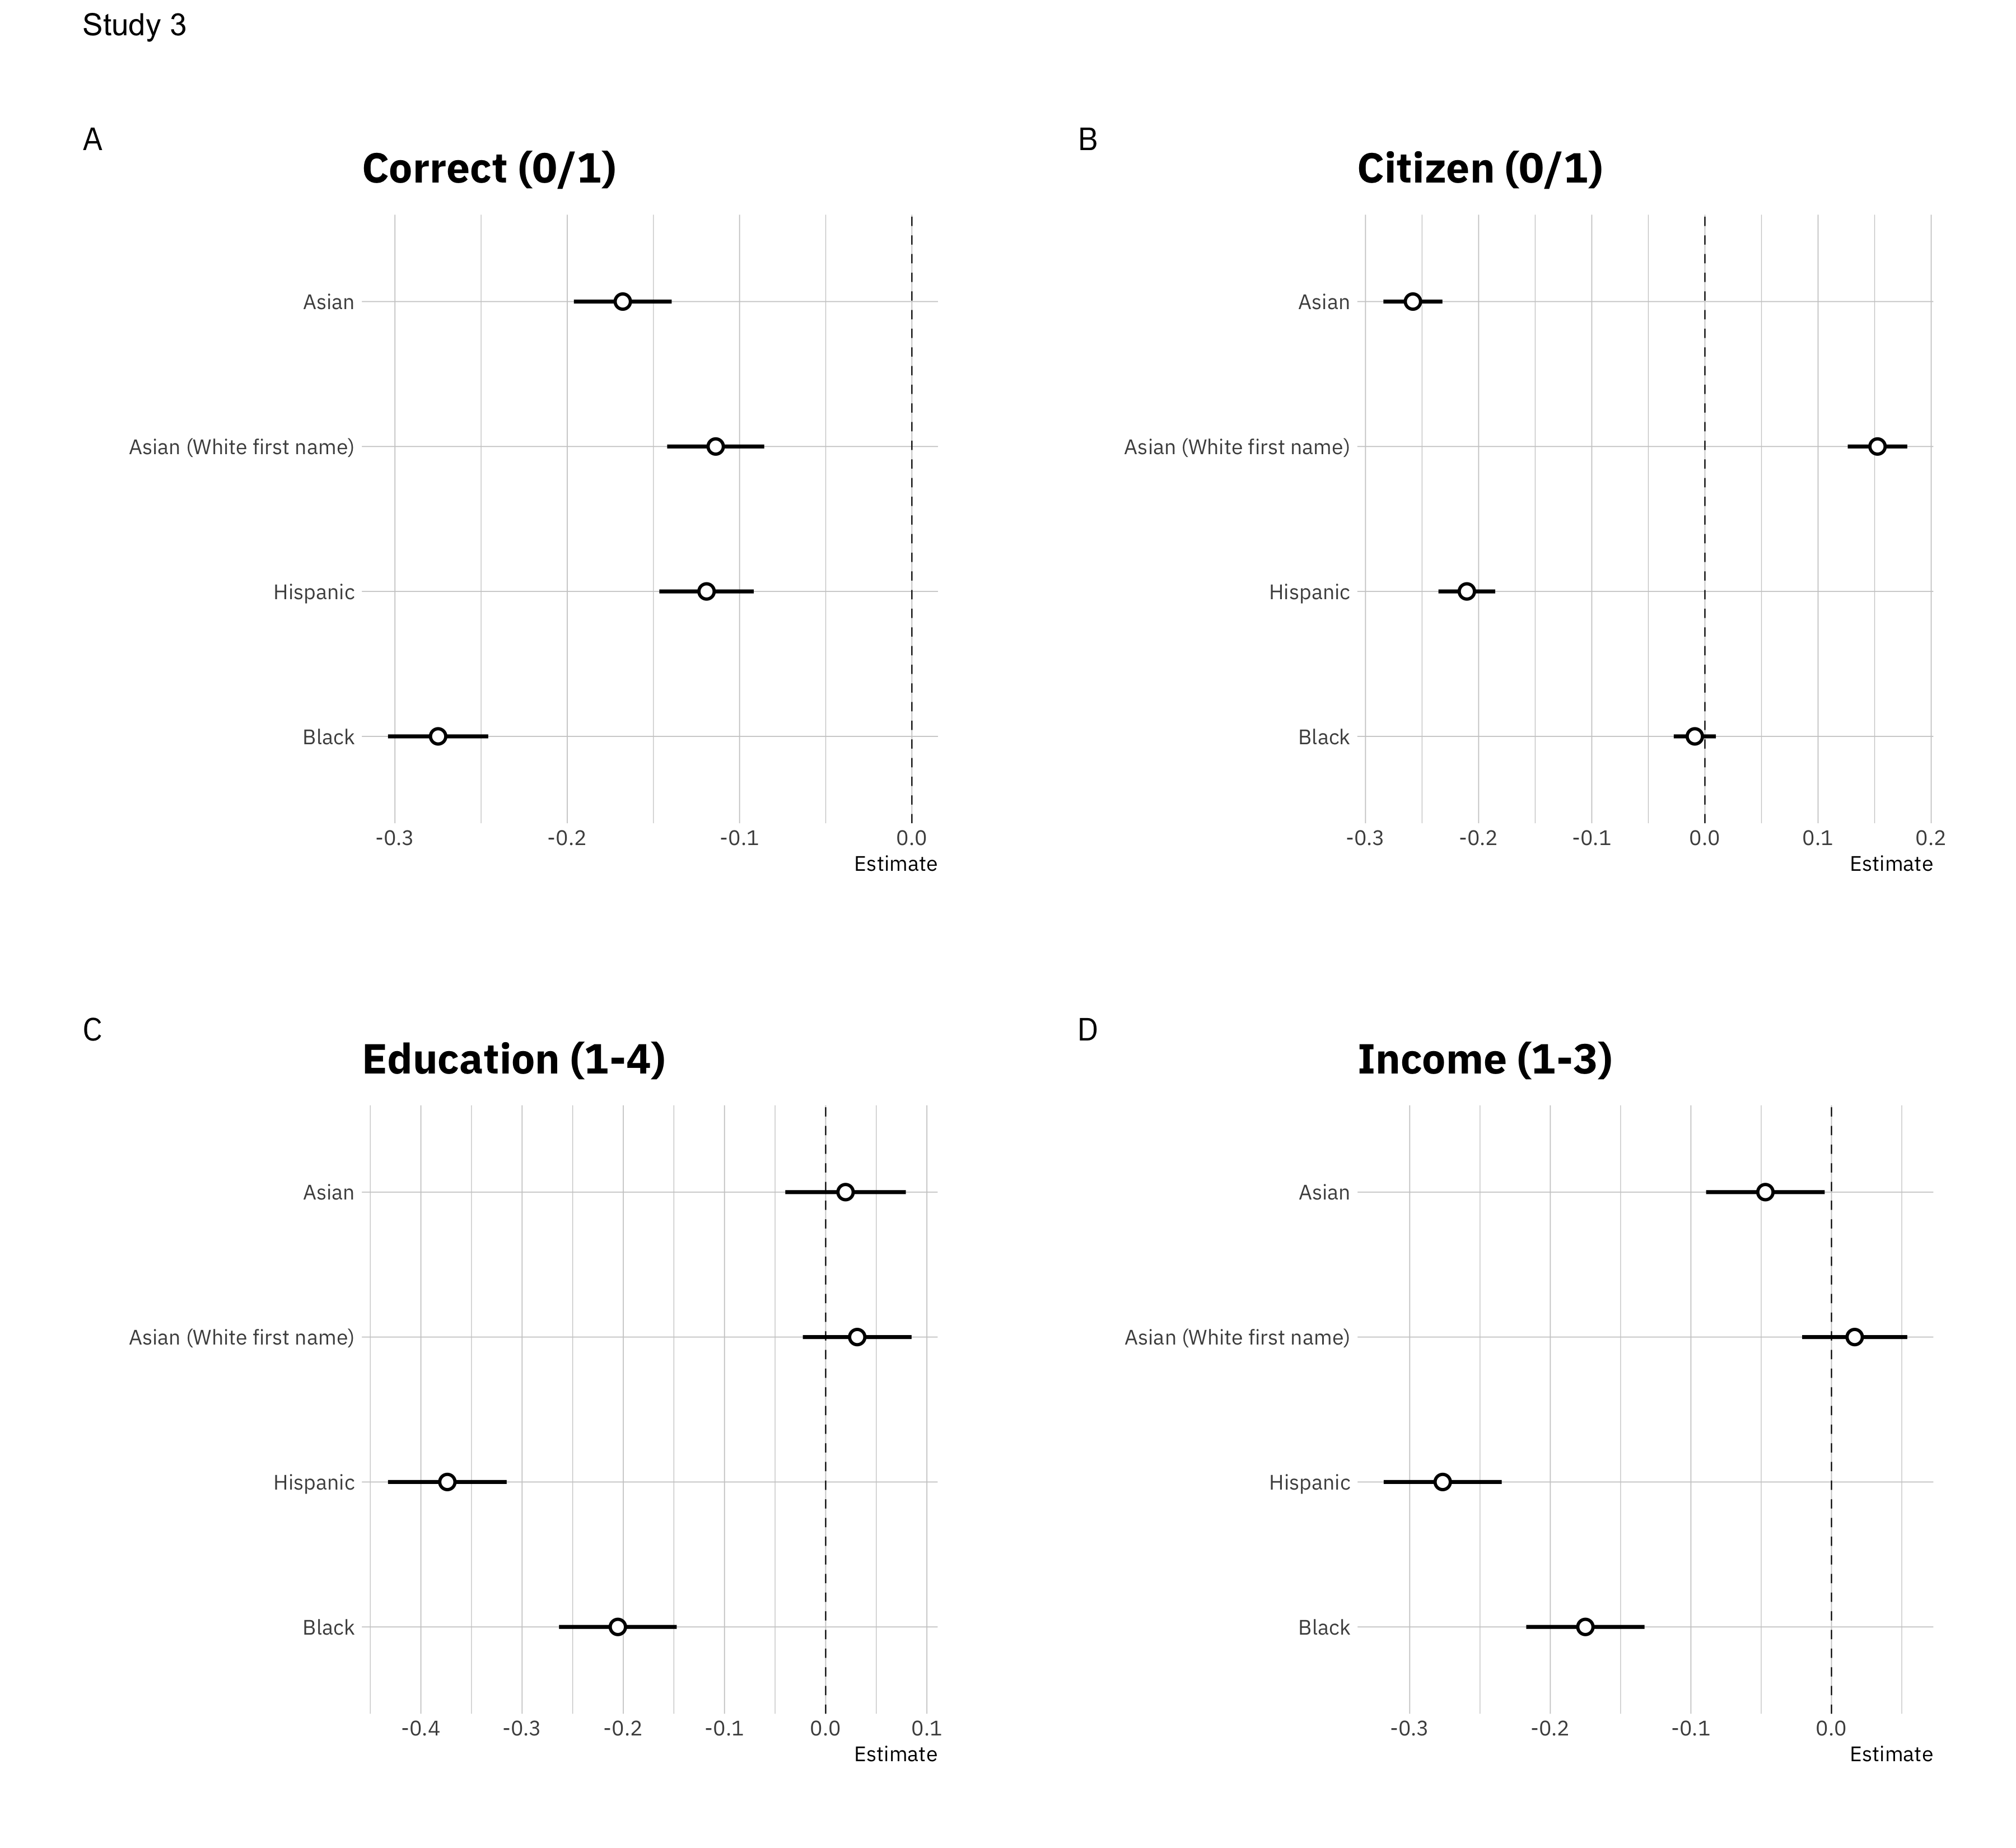 Study 3
A
Correct (0/1)
Asian
Asian (White first name)
Hispanic
Black
-0.3 -0.2 -0.1 0.0
Estimate
B
Citizen (0/1)
Asian
Asian (White first name)
Hispanic
Black
-0.3 -0.2 -0.1 0.0 0.1 0.2
Estimate
C
Education (1-4)
Asian
Asian (White first name)
Hispanic
Black
-0.4 -0.3 -0.2 -0.1 0.0 0.1
Estimate
D
Income (1-3)
Asian
Asian (White first name)
Hispanic
Black
-0.3 -0.2 -0.1 0.0
Estimate